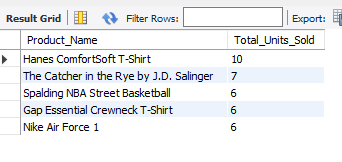 Result Grid Filter Rows: Export:
Product_Name Total_Units_Sold
Hanes ComfortSoft T-Shirt 10
The Catcher in the Rye by J.D. Salinger 7
Spalding NBA Street Basketball 6
Gap Essential Crewneck T-Shirt 6
Nike Air Force 1 6